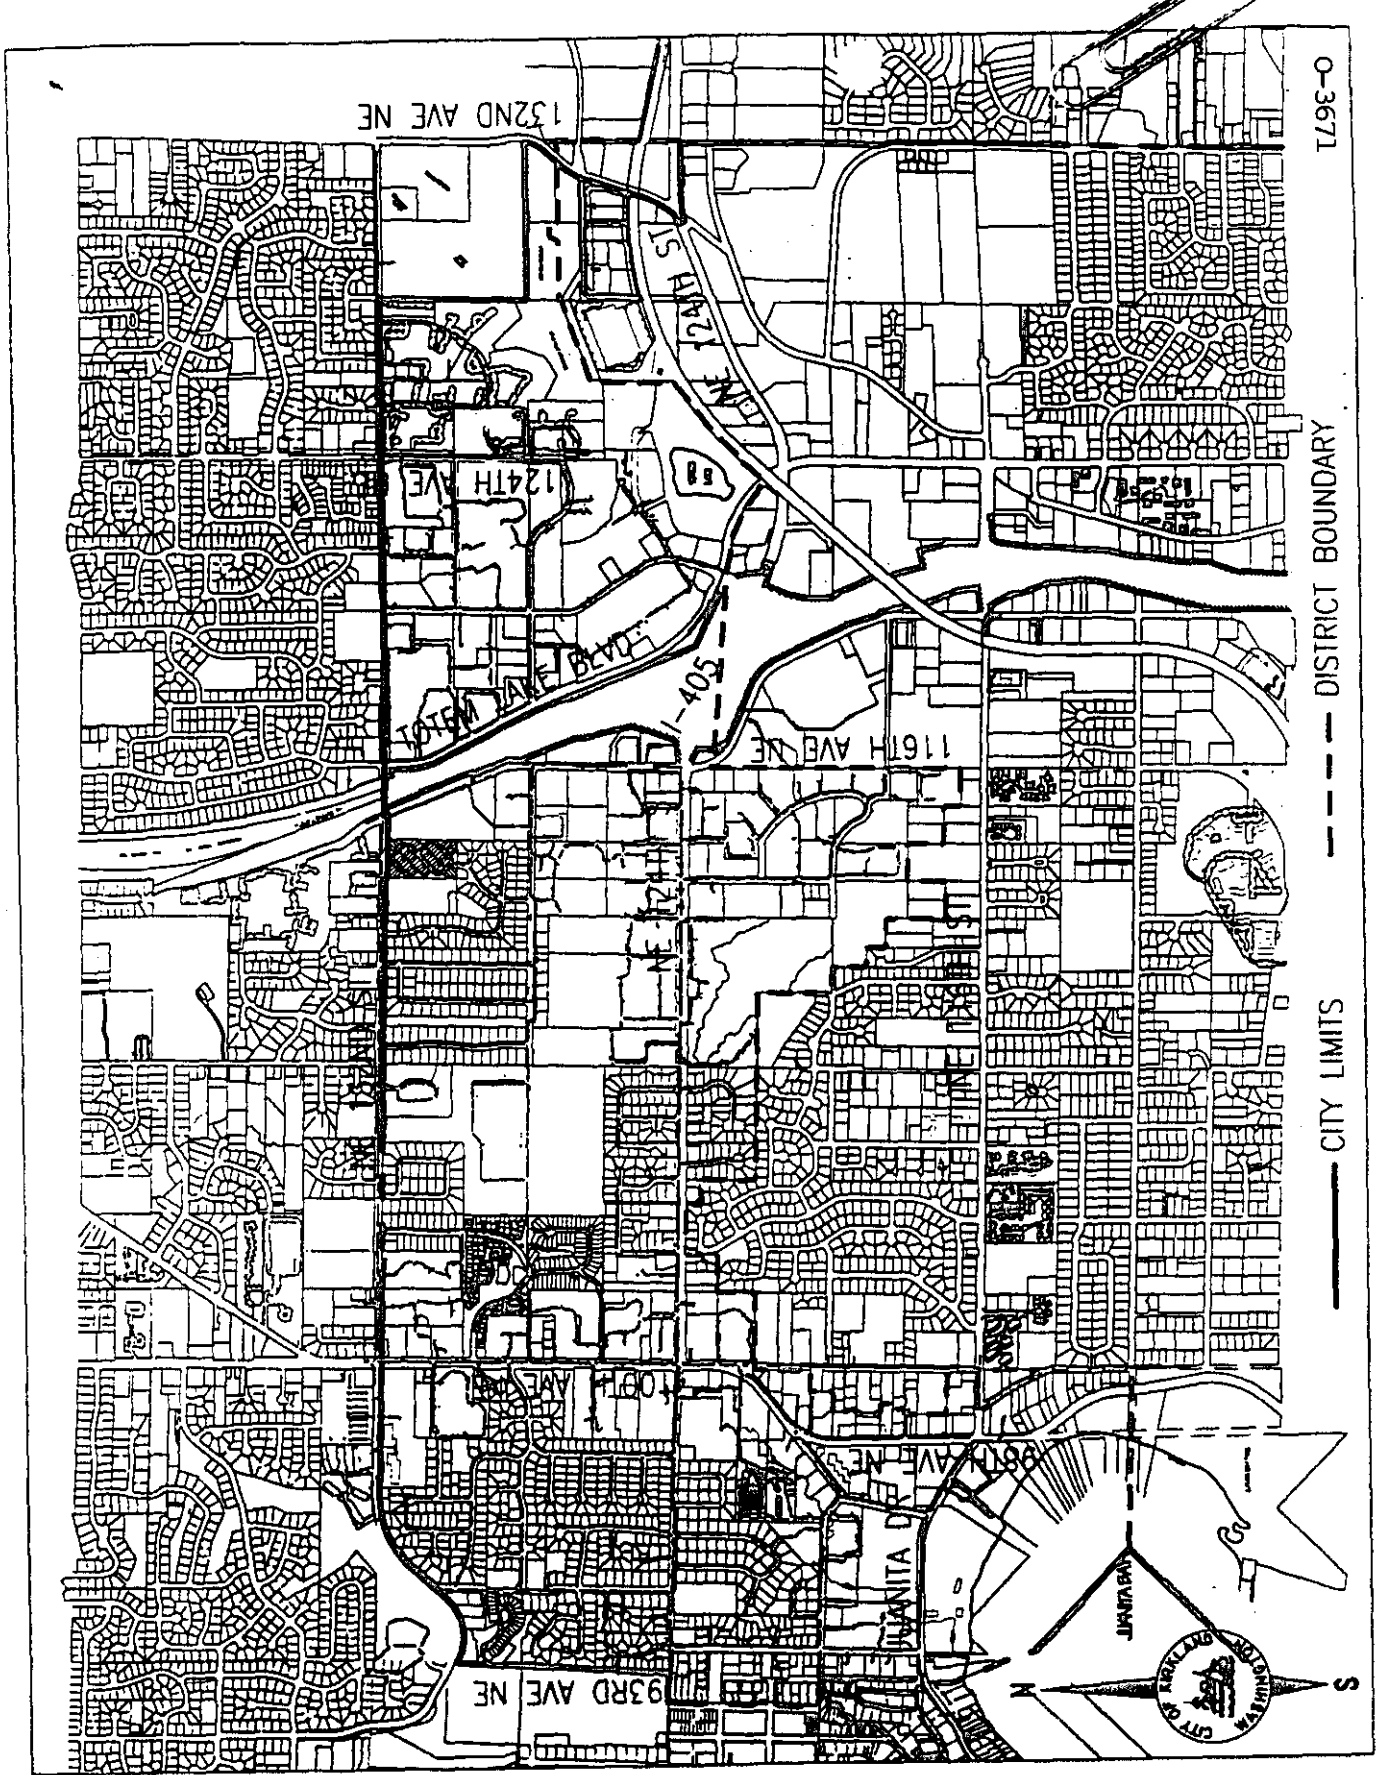 O-3671
132ND AVE NE
NE 124TH ST
124TH AVE
TOTEM LAKE BLVD
I-405
116TH AVE NE
NE 124TH
NE 132ND ST
100TH AVE
98TH AVE NE
JUANITA DR
93RD AVE NE
JUANITA BAY
DISTRICT BOUNDARY
CITY LIMITS
CITY OF KIRKLAND
WASHINGTON
N
S